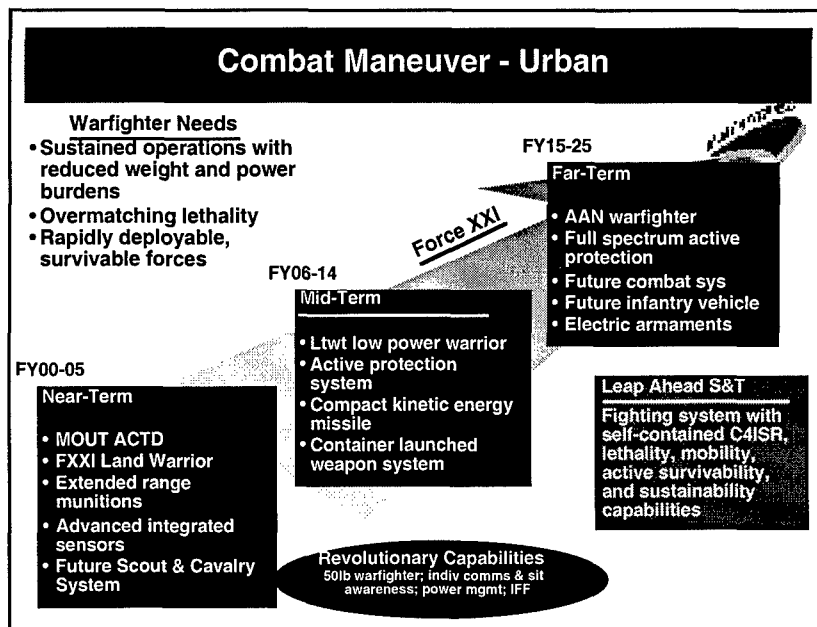 Combat Maneuver - Urban
Warfighter Needs
• Sustained operations with
reduced weight and power
burdens
• Overmatching lethality
• Rapidly deployable,
survivable forces
FY15-25
Far-Term
• AAN warfighter
• Full spectrum active
protection
• Future combat sys
• Future infantry vehicle
• Electric armaments
Force XXI
FY06-14
Mid-Term
• Ltwt low power warrior
• Active protection
system
• Compact kinetic energy
missile
• Container launched
weapon system
FY00-05
Near-Term
• MOUT ACTD
• FXXI Land Warrior
• Extended range
munitions
• Advanced integrated
sensors
• Future Scout & Cavalry
System
Leap Ahead S&T
Fighting system with
self-contained C4ISR,
lethality, mobility,
active survivability,
and sustainability
capabilities
Revolutionary Capabilities
50lb warfighter; indiv comms & sit
awareness; power mgmt; IFF